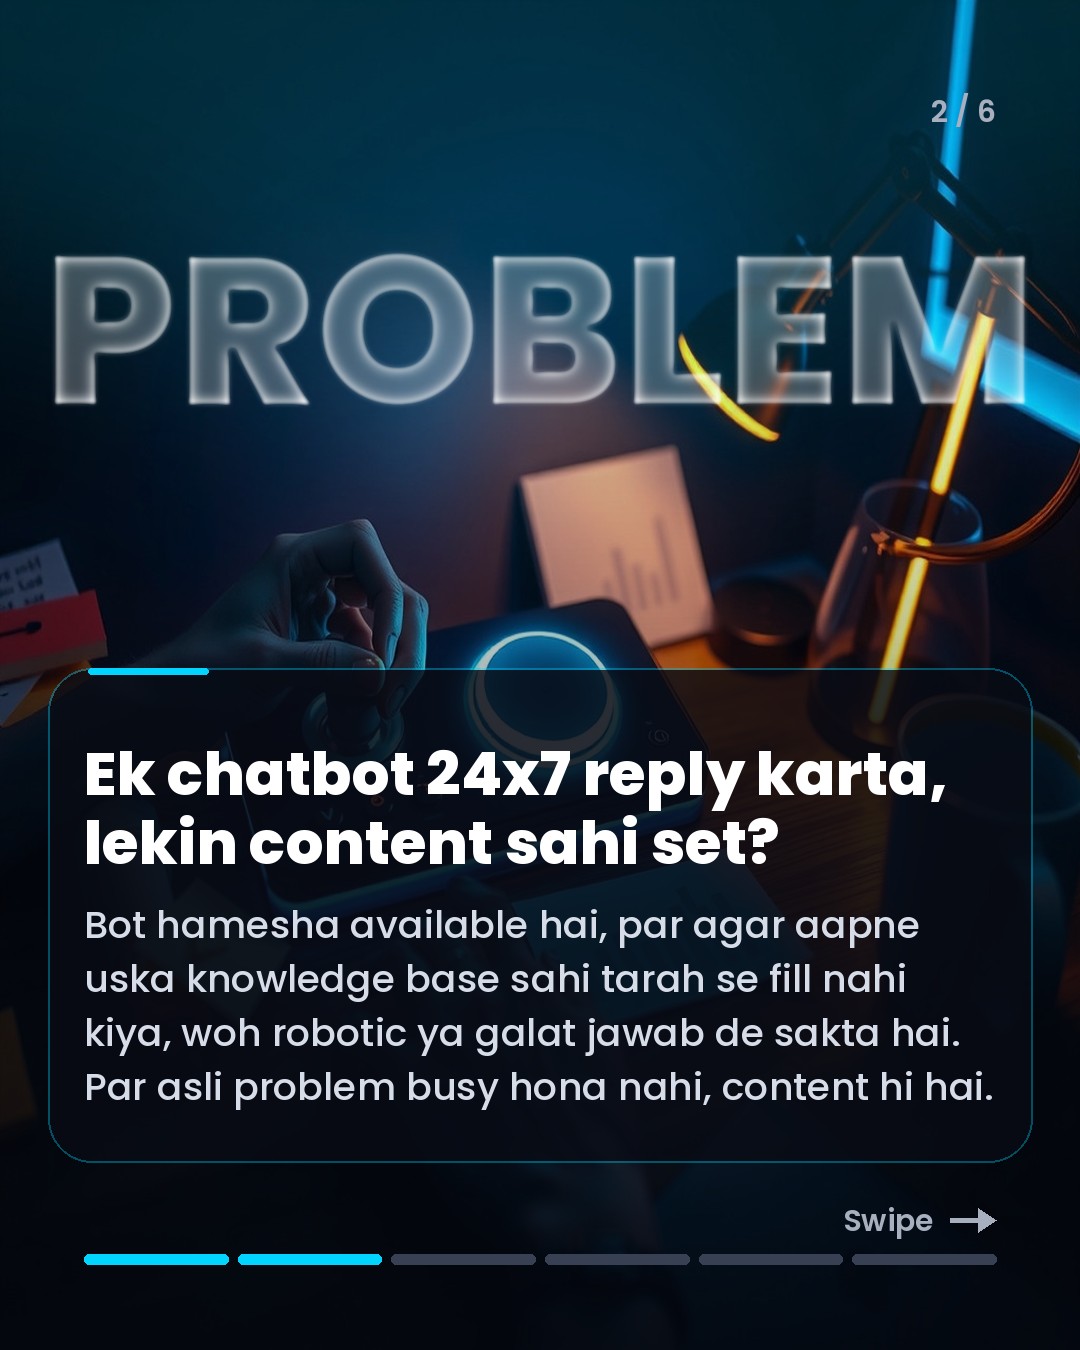 2 / 6
PROBLEM
Ek chatbot 24x7 reply karta,
lekin content sahi set?
Bot hamesha available hai, par agar aapne
uska knowledge base sahi tarah se fill nahi
kiya, woh robotic ya galat jawab de sakta hai.
Par asli problem busy hona nahi, content hi hai.
Swipe